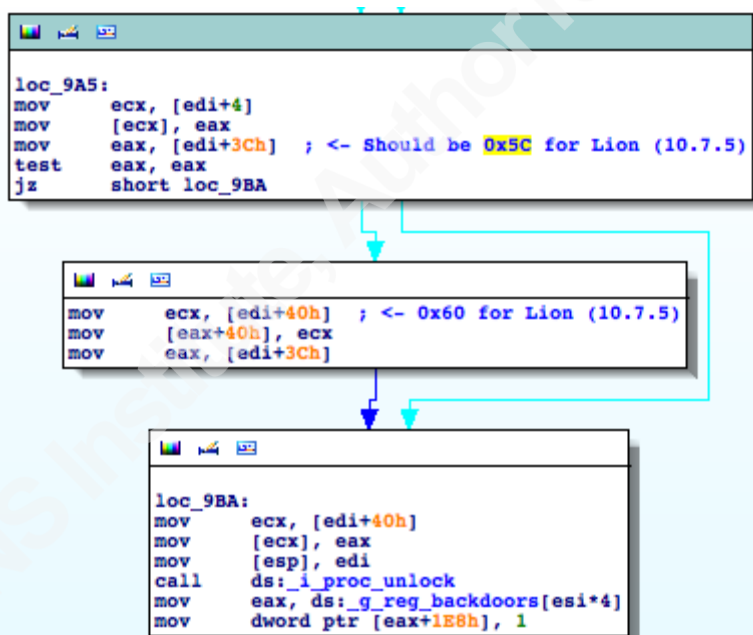 loc_9A5:
mov ecx, [edi+4]
mov [ecx], eax
mov eax, [edi+3Ch] ; <- Should be 0x5C for Lion (10.7.5)
test eax, eax
jz short loc_9BA
mov ecx, [edi+40h] ; <- 0x60 for Lion (10.7.5)
mov [eax+40h], ecx
mov eax, [edi+3Ch]
loc_9BA:
mov ecx, [edi+40h]
mov [ecx], eax
mov [esp], edi
call ds:_i_proc_unlock
mov eax, ds:_g_reg_backdoors[esi*4]
mov dword ptr [eax+1E8h], 1